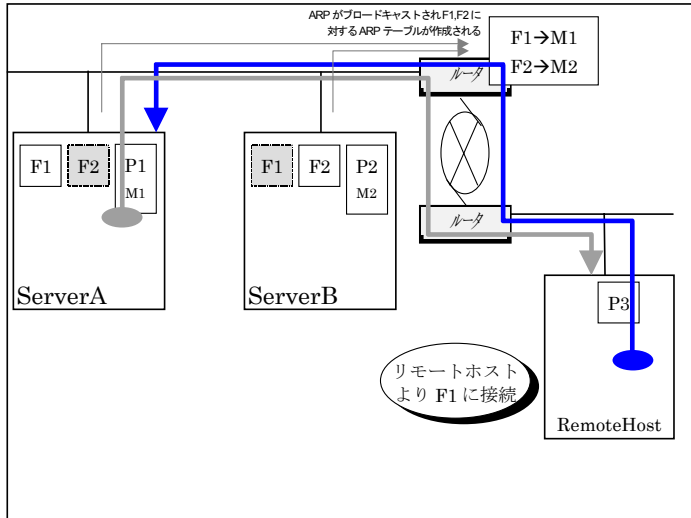 ARP がブロードキャストされ F1,F2 に
対する ARP テーブルが作成される
F1→M1
F2→M2
ルータ
F1
F2
P1
M1
F1
F2
P2
M2
ルータ
ServerA
ServerB
P3
リモートホスト
より F1 に接続
RemoteHost